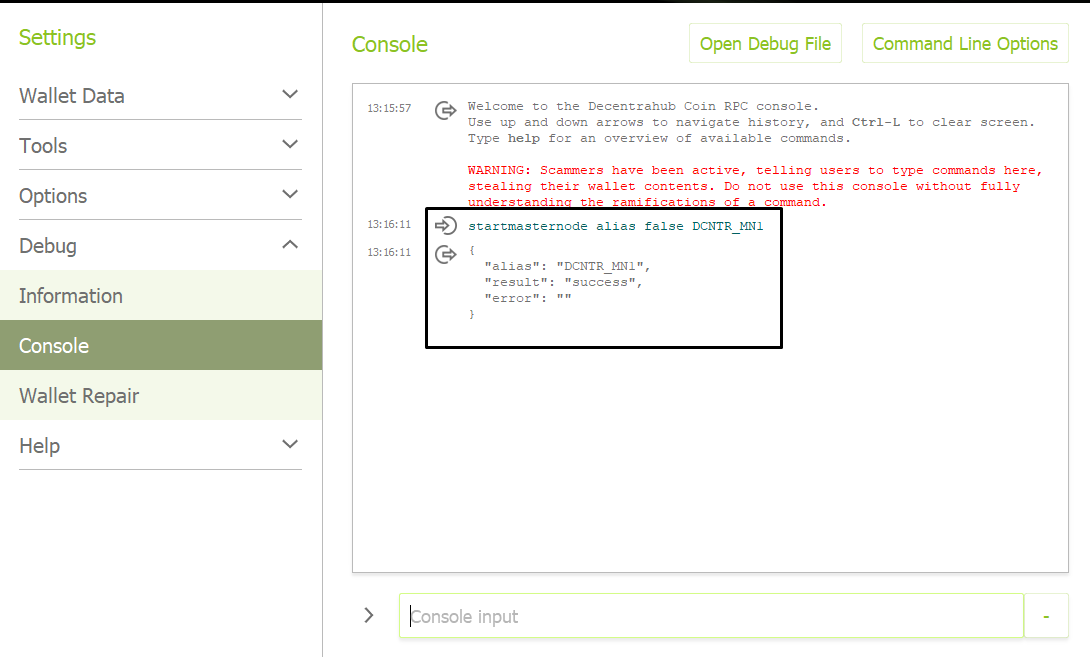 Settings
Wallet Data
Tools
Options
Debug
Information
Console
Wallet Repair
Help
Console
Open Debug File
Command Line Options
13:15:57
Welcome to the Decentrahub Coin RPC console.
Use up and down arrows to navigate history, and Ctrl-L to clear screen.
Type help for an overview of available commands.
WARNING: Scammers have been active, telling users to type commands here,
stealing their wallet contents. Do not use this console without fully
understanding the ramifications of a command.
13:16:11
startmasternode alias false DCNTR_MN1
13:16:11
{
"alias": "DCNTR_MN1",
"result": "success",
"error": ""
}
Console input
-